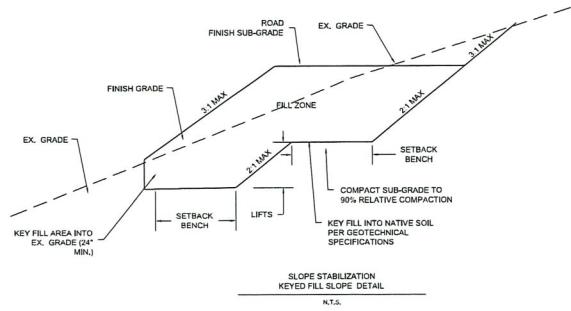 ROAD
FINISH SUB-GRADE
EX. GRADE
3:1 MAX
FINISH GRADE
3:1 MAX
FILL ZONE
2:1 MAX
EX. GRADE
2:1 MAX
SETBACK
BENCH
COMPACT SUB-GRADE TO
90% RELATIVE COMPACTION
SETBACK
BENCH
LIFTS
KEY FILL INTO NATIVE SOIL
PER GEOTECHNICAL
SPECIFICATIONS
KEY FILL AREA INTO
EX. GRADE (24"
MIN.)
SLOPE STABILIZATION
KEYED FILL SLOPE DETAIL
N.T.S.